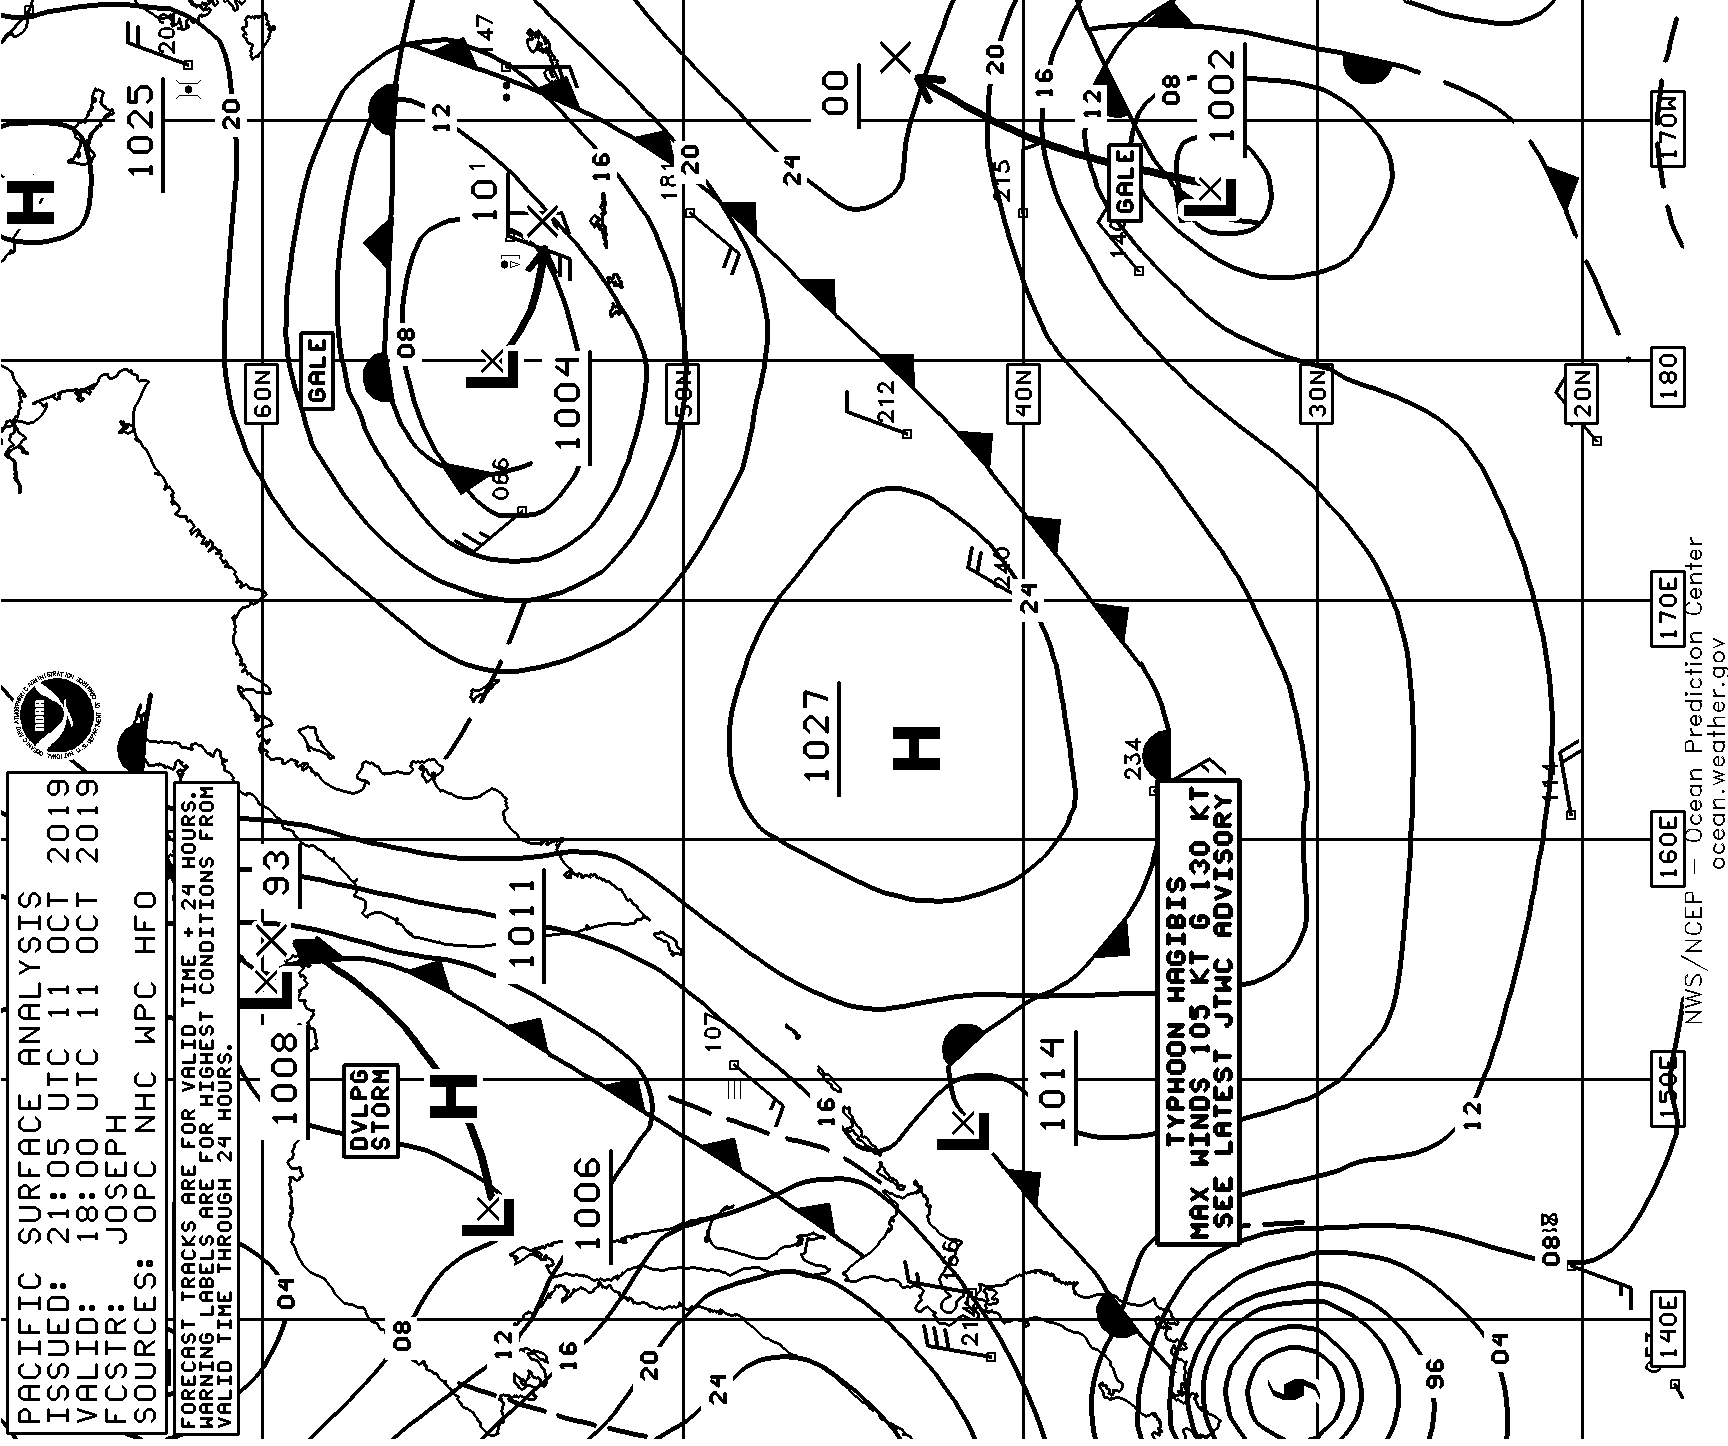 PACIFIC SURFACE ANALYSIS
ISSUED: 21:05 UTC 11 OCT 2019
VALID: 18:00 UTC 11 OCT 2019
FCSTR: JOSEPH
SOURCES: OPC NHC WPC HFO
FORECAST TRACKS ARE FOR VALID TIME + 24 HOURS.
WARNING LABELS ARE FOR HIGHEST CONDITIONS FROM
VALID TIME THROUGH 24 HOURS.
H
1025
202
20
60N
GALE
147
12
16
20
101
08
L
1004
066
50N
24
00
20
16
12
08
1002
L
GALE
215
140
212
40N
30N
20N
170W
180
170E
160E
150E
140E
240
24
1027
H
234
114
93
L
1008
DVLPG
STORM
H
L
1006
1011
107
16
L
1014
TYPHOON HAGIBIS
MAX WINDS 105 KT G 130 KT
SEE LATEST JTWC ADVISORY
12
04
08
12
16
20
24
166
96
04
NWS/NCEP – Ocean Prediction Center
ocean.weather.gov